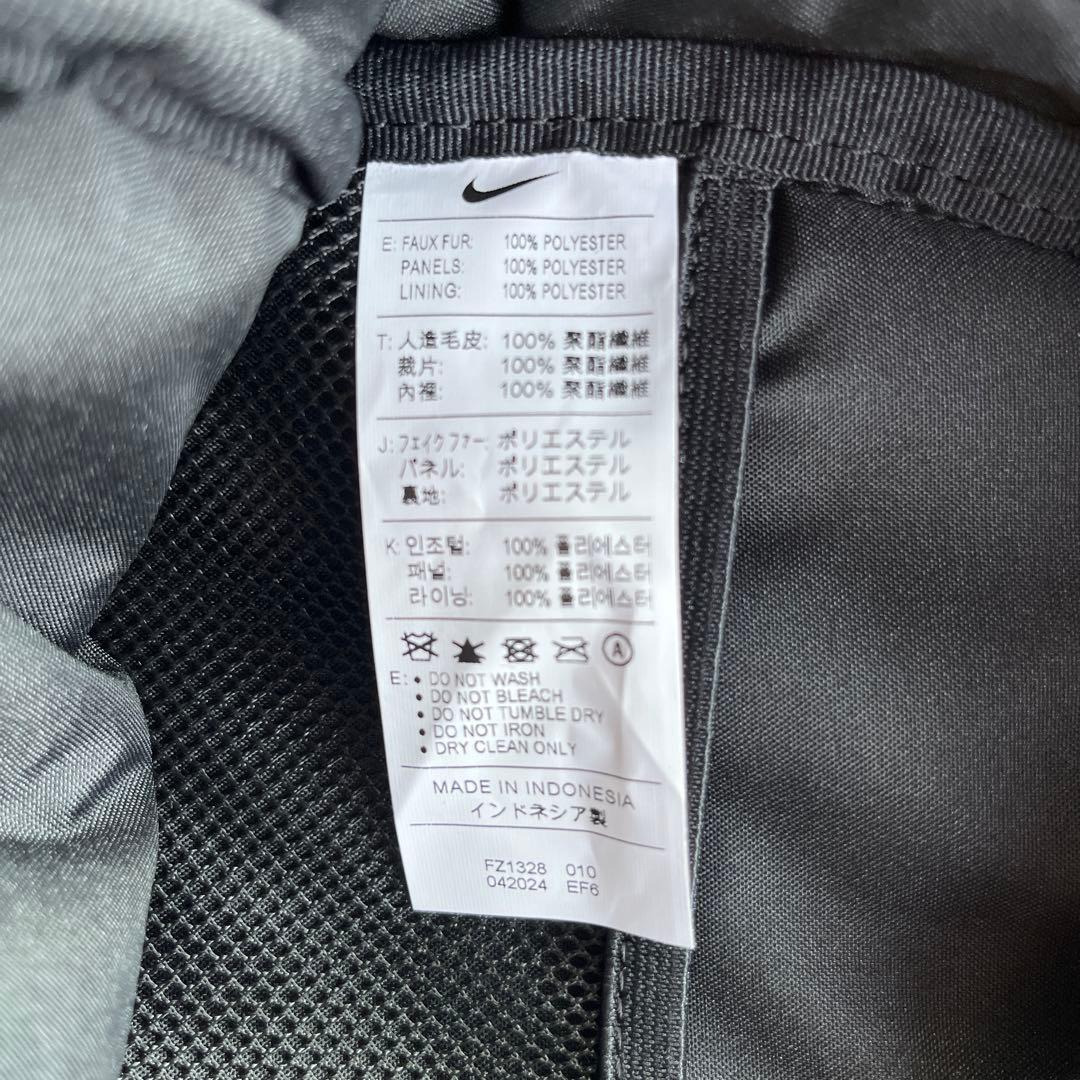 E: FAUX FUR: 100% POLYESTER
PANELS: 100% POLYESTER
LINING: 100% POLYESTER
T: 人造毛皮: 100% 聚酯纖維
裁片: 100% 聚酯纖維
內裡: 100% 聚酯纖維
J: フェイクファー: ポリエステル
パネル: ポリエステル
裏地: ポリエステル
K: 인조털: 100% 폴리에스터
패널: 100% 폴리에스터
라이닝: 100% 폴리에스터
A
E: • DO NOT WASH
• DO NOT BLEACH
• DO NOT TUMBLE DRY
• DO NOT IRON
• DRY CLEAN ONLY
MADE IN INDONESIA
インドネシア製
FZ1328 010
042024 EF6